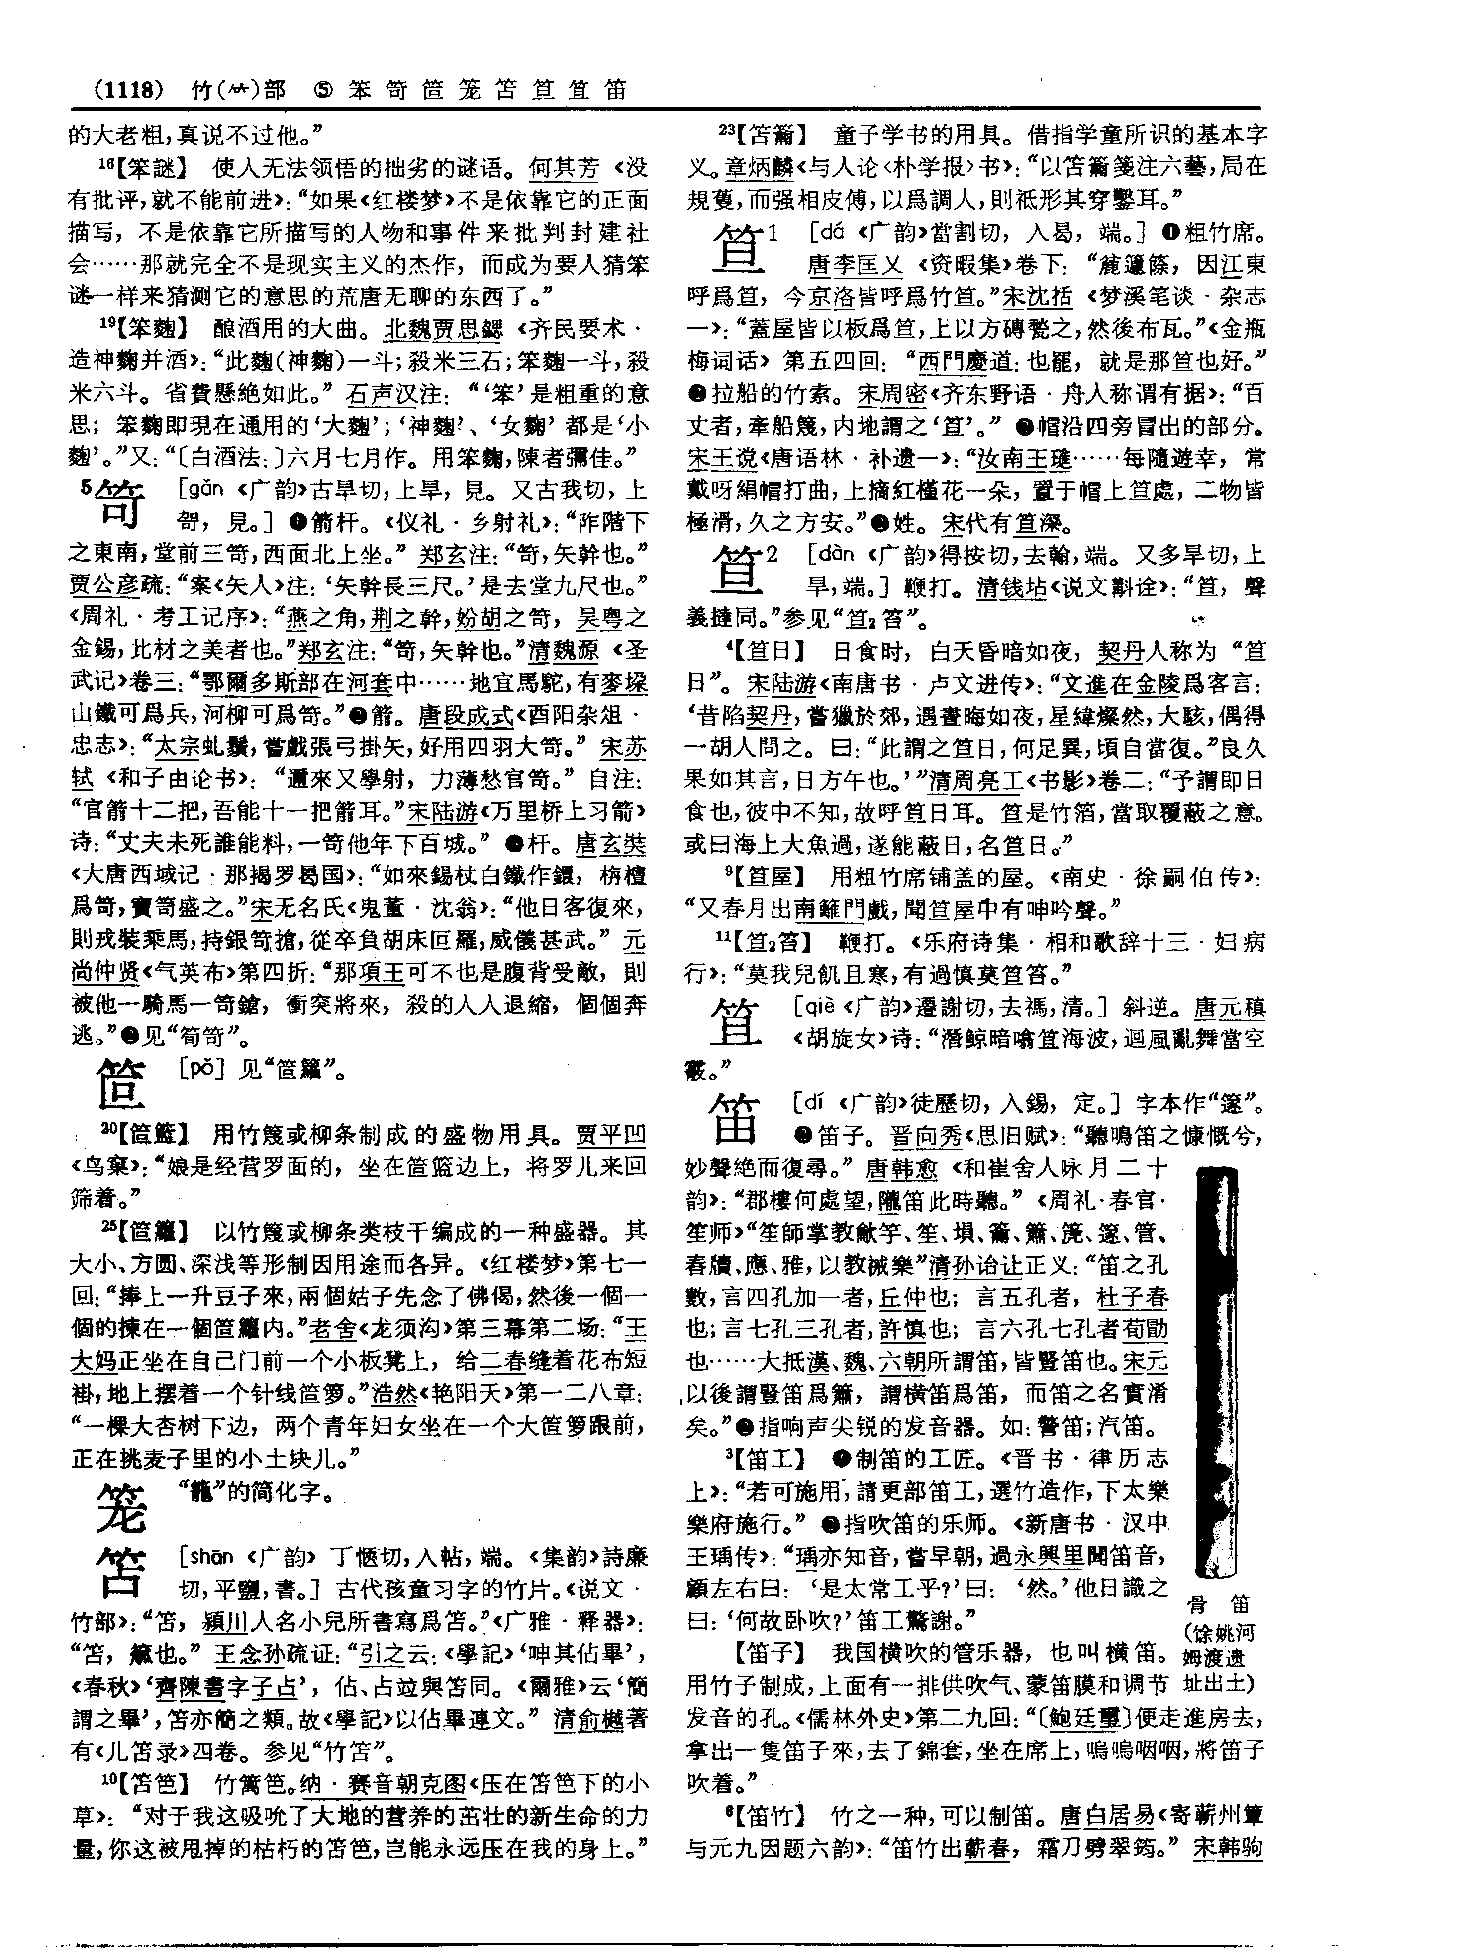 (1118) 竹(⺮)部 ⑤ 笨 笴 笸 笼 笘 笪 笡 笛
的大老粗,真说不过他。”
16【笨謎】 使人无法领悟的拙劣的谜语。何其芳《没
有批评,就不能前进》:“如果《红楼梦》不是依靠它的正面
描写,不是依靠它所描写的人物和事件来批判封建社
会……那就完全不是现实主义的杰作,而成为要人猜笨
谜一样来猜测它的意思的荒唐无聊的东西了。”
19【笨麴】 酿酒用的大曲。北魏贾思勰《齐民要术·
造神麴并酒》:“此麴(神麴)一斗;殺米三石;笨麴一斗,殺
米六斗。省費懸絶如此。”石声汉注:“‘笨’是粗重的意
思;笨麴即现在通用的‘大麴’;‘神麴’、‘女麴’都是‘小
麴’。”又:“〔白酒法:〕六月七月作。用笨麴,陳者彌佳。”
5笴 [gǎn《广韵》古旱切,上旱,見。又古我切,上
哿,見。]❶箭杆。《仪礼·乡射礼》:“阼階下
之東南,堂前三笴,西面北上坐。”郑玄注:“笴,矢幹也。”
贾公彦疏:“案《矢人》注:‘矢幹長三尺。’是去堂九尺也。”
《周礼·考工记序》:“燕之角,荆之幹,妢胡之笴,吴粤之
金錫,此材之美者也。”郑玄注:“笴,矢幹也。”清魏源《圣
武记》卷三:“鄂爾多斯部在河套中……地宜馬駝,有麥垜
山鐵可爲兵,河柳可爲笴。”❷箭。唐段成式《酉阳杂俎·
忠志》:“太宗虬鬚,嘗戲張弓掛矢,好用四羽大笴。”宋苏
轼《和子由论书》:“邇來又學射,力薄愁官笴。”自注:
“官箭十二把,吾能十一把箭耳。”宋陆游《万里桥上习箭》
诗:“丈夫未死誰能料,一笴他年下百城。”❸杆。唐玄奘
《大唐西域记·那揭罗曷国》:“如來錫杖白鐵作鐶,栴檀
爲笴,寶笥盛之。”宋无名氏《鬼董·沈翁》:“他日客復來,
則戎裝乘馬,持銀笴搶,從卒負胡床叵羅,威儀甚武。”元
尚仲贤《气英布》第四折:“那項王可不也是腹背受敵,則
被他一騎馬一笴鎗,衝突將來,殺的人人退縮,個個奔
逃。”❹见“筍笴”。
笸 [pǒ]见“笸籮”。
20【笸籃】 用竹篾或柳条制成的盛物用具。贾平凹
《鸟窠》:“娘是经营罗面的,坐在笸篮边上,将罗儿来回
筛着。”
25【笸籮】 以竹篾或柳条类枝干编成的一种盛器。其
大小、方圆、深浅等形制因用途而各异。《红楼梦》第七一
回:“捧上一升豆子來,兩個姑子先念了佛偈,然後一個一
個的揀在一個笸籮内。”老舍《龙须沟》第三幕第二场:“王
大妈正坐在自己门前一个小板凳上,给二春缝着花布短
褂,地上摆着一个针线笸箩。”浩然《艳阳天》第一二八章:
“一棵大杏树下边,两个青年妇女坐在一个大笸箩跟前,
正在挑麦子里的小土块儿。”
笼 “籠”的简化字。
笘 [shān《广韵》丁愜切,入帖,端。《集韵》詩廉
切,平鹽,書。]古代孩童习字的竹片。《说文·
竹部》:“笘,潁川人名小兒所書寫爲笘。”《广雅·释器》:
“笘,籥也。”王念孙疏证:“引之云:《學記》‘呻其佔畢’,
《春秋》‘齊陳書字子占’,佔、占竝與笘同。《爾雅》云‘簡
謂之畢’,笘亦簡之類。故《學記》以佔畢連文。”清俞樾著
有《儿笘录》四卷。参见“竹笘”。
10【笘笆】 竹篱笆。纳·赛音朝克图《压在笘笆下的小
草》:“对于我这吸吮了大地的营养的茁壮的新生命的力
量,你这被甩掉的枯朽的笘笆,岂能永远压在我的身上。”
23【笘籥】 童子学书的用具。借指学童所识的基本字
义。章炳麟《与人论〈朴学报〉书》:“以笘籥箋注六藝,局在
規蒦,而强相皮傅,以爲調人,則祇形其穿鑿耳。”
笪1 [dá《广韵》當割切,入曷,端。]❶粗竹席。
唐李匡乂《资暇集》卷下:“蘧籧篨,因江東
呼爲笪,今京洛皆呼爲竹笪。”宋沈括《梦溪笔谈·杂志
一》:“蓋屋皆以板爲笪,上以方磚甃之,然後布瓦。”《金瓶
梅词话》第五四回:“西門慶道:也罷,就是那笪也好。”
❷拉船的竹索。宋周密《齐东野语·舟人称谓有据》:“百
丈者,牽船篾,内地謂之‘笪’。”❸帽沿四旁冒出的部分。
宋王谠《唐语林·补遗一》:“汝南王璡……每隨遊幸,常
戴呀絹帽打曲,上摘紅槿花一朵,置于帽上笪處,二物皆
極滑,久之方安。”❹姓。宋代有笪深。
笪2 [dàn《广韵》得按切,去翰,端。又多旱切,上
旱,端。]鞭打。清钱坫《说文斠诠》:“笪,聲
義撻同。”参见“笪2笞”。
4【笪日】 日食时,白天昏暗如夜,契丹人称为“笪
日”。宋陆游《南唐书·卢文进传》:“文進在金陵爲客言:
‘昔陷契丹,嘗獵於郊,遇晝晦如夜,星緯燦然,大駭,偶得
一胡人問之。曰:“此謂之笪日,何足異,頃自當復。”良久
果如其言,日方午也。’”清周亮工《书影》卷二:“予謂即日
食也,彼中不知,故呼笪日耳。笪是竹箔,當取覆蔽之意。
或曰海上大魚過,遂能蔽日,名笪日。”
9【笪屋】 用粗竹席铺盖的屋。《南史·徐嗣伯传》:
“又春月出南籬門戲,聞笪屋中有呻吟聲。”
11【笪2笞】 鞭打。《乐府诗集·相和歌辞十三·妇病
行》:“莫我兒飢且寒,有過慎莫笪笞。”
笡 [qiè《广韵》遷謝切,去禡,清。]斜逆。唐元稹
《胡旋女》诗:“潛鯨暗噏笡海波,迴風亂舞當空
霰。”
笛 [dí《广韵》徒歷切,入錫,定。]字本作“篴”。
❶笛子。晋向秀《思旧赋》:“聽鳴笛之慷慨兮,
妙聲絶而復尋。”唐韩愈《和崔舍人咏月二十
韵》:“郡樓何處望,隴笛此時聽。”《周礼·春官·
笙师》“笙師掌教龡竽、笙、塤、籥、簫、篪、篴、管、
舂牘、應、雅,以教祴樂”清孙诒让正义:“笛之孔
數,言四孔加一者,丘仲也;言五孔者,杜子春
也;言七孔三孔者,許慎也;言六孔七孔者荀勖
也……大抵漢、魏、六朝所謂笛,皆豎笛也。宋元
以後謂豎笛爲簫,謂横笛爲笛,而笛之名實淆
矣。”❷指响声尖锐的发音器。如:警笛;汽笛。
3【笛工】 ❶制笛的工匠。《晋书·律历志
上》:“若可施用,請更部笛工,選竹造作,下太樂
樂府施行。”❷指吹笛的乐师。《新唐书·汉中
王瑀传》:“瑀亦知音,嘗早朝,過永興里聞笛音,
顧左右曰:‘是太常工乎?’曰:‘然。’他日識之
曰:‘何故卧吹?’笛工驚謝。”
【笛子】 我国横吹的管乐器,也叫横笛。
用竹子制成,上面有一排供吹气、蒙笛膜和调节
发音的孔。《儒林外史》第二九回:“〔鮑廷璽〕便走進房去,
拿出一隻笛子來,去了錦套,坐在席上,嗚嗚咽咽,將笛子
吹着。”
6【笛竹】 竹之一种,可以制笛。唐白居易《寄蕲州簟
与元九因题六韵》:“笛竹出蘄春,霜刀劈翠筠。”宋韩驹
骨 笛
(馀姚河
姆渡遗
址出土)